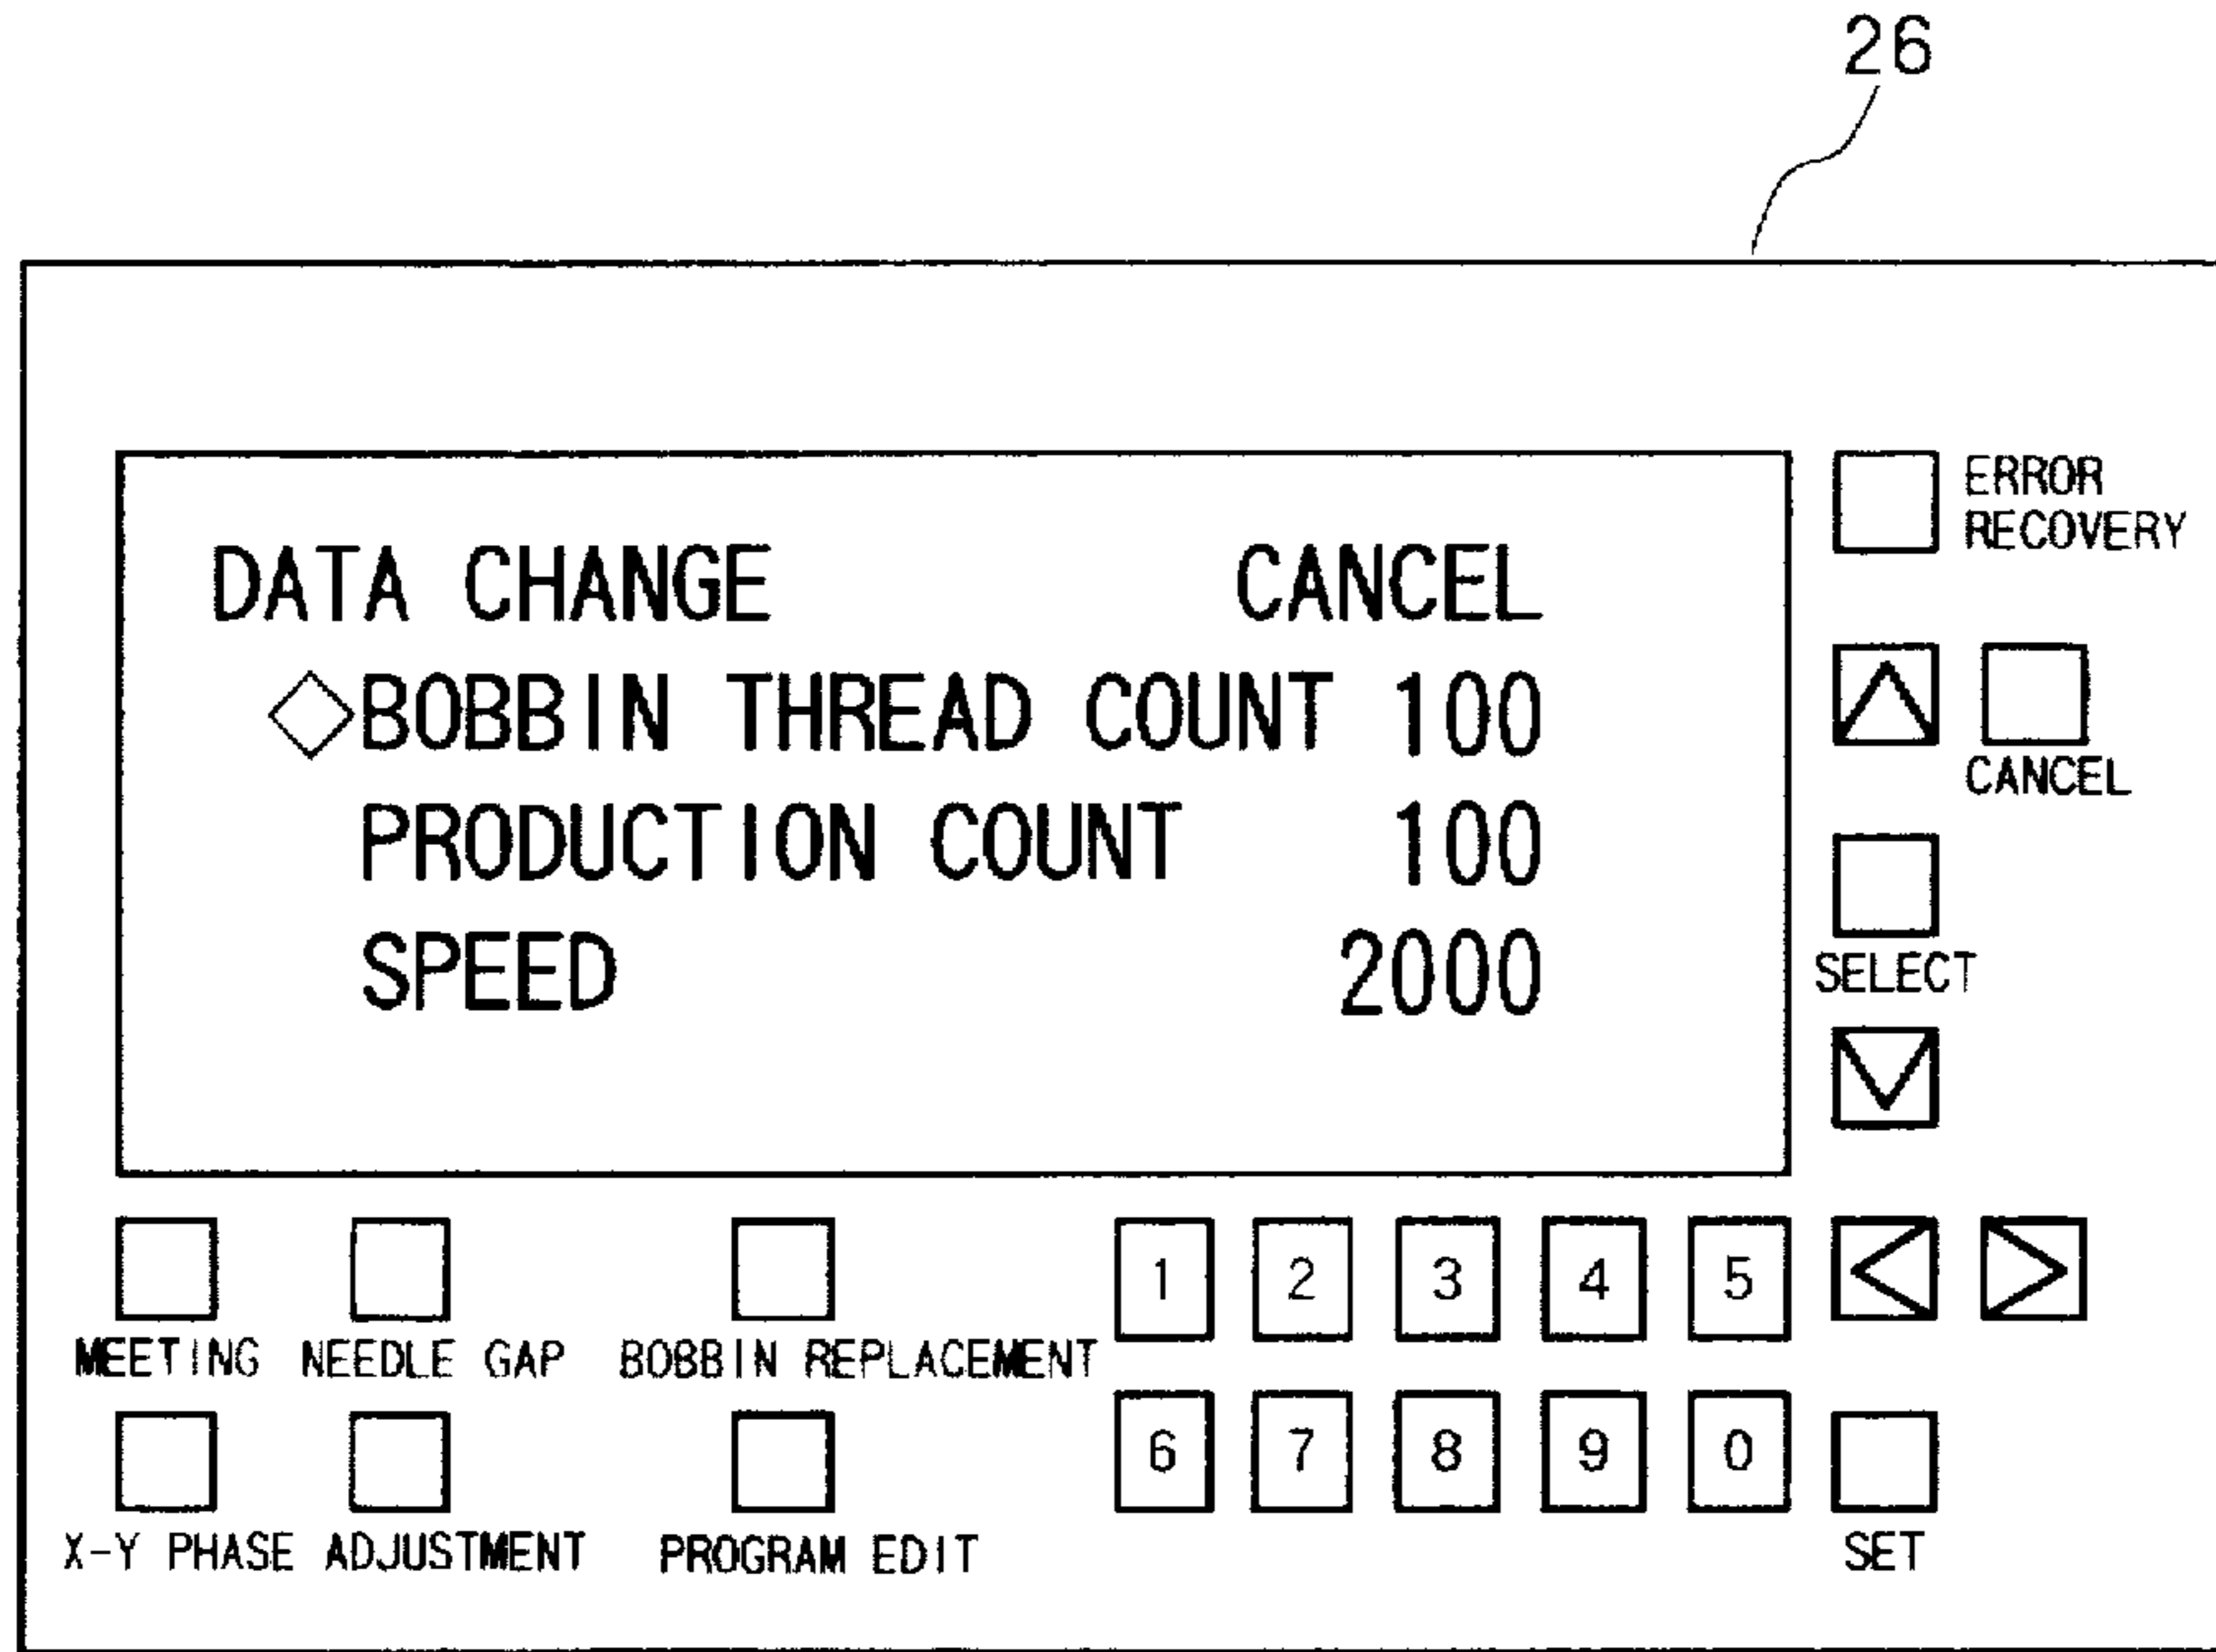 26
DATA CHANGE CANCEL
BOBBIN THREAD COUNT 100
PRODUCTION COUNT 100
SPEED 2000
ERROR
RECOVERY
CANCEL
SELECT
1 2 3 4 5
MEETING NEEDLE GAP BOBBIN REPLACEMENT
6 7 8 9 0
X-Y PHASE ADJUSTMENT PROGRAM EDIT SET